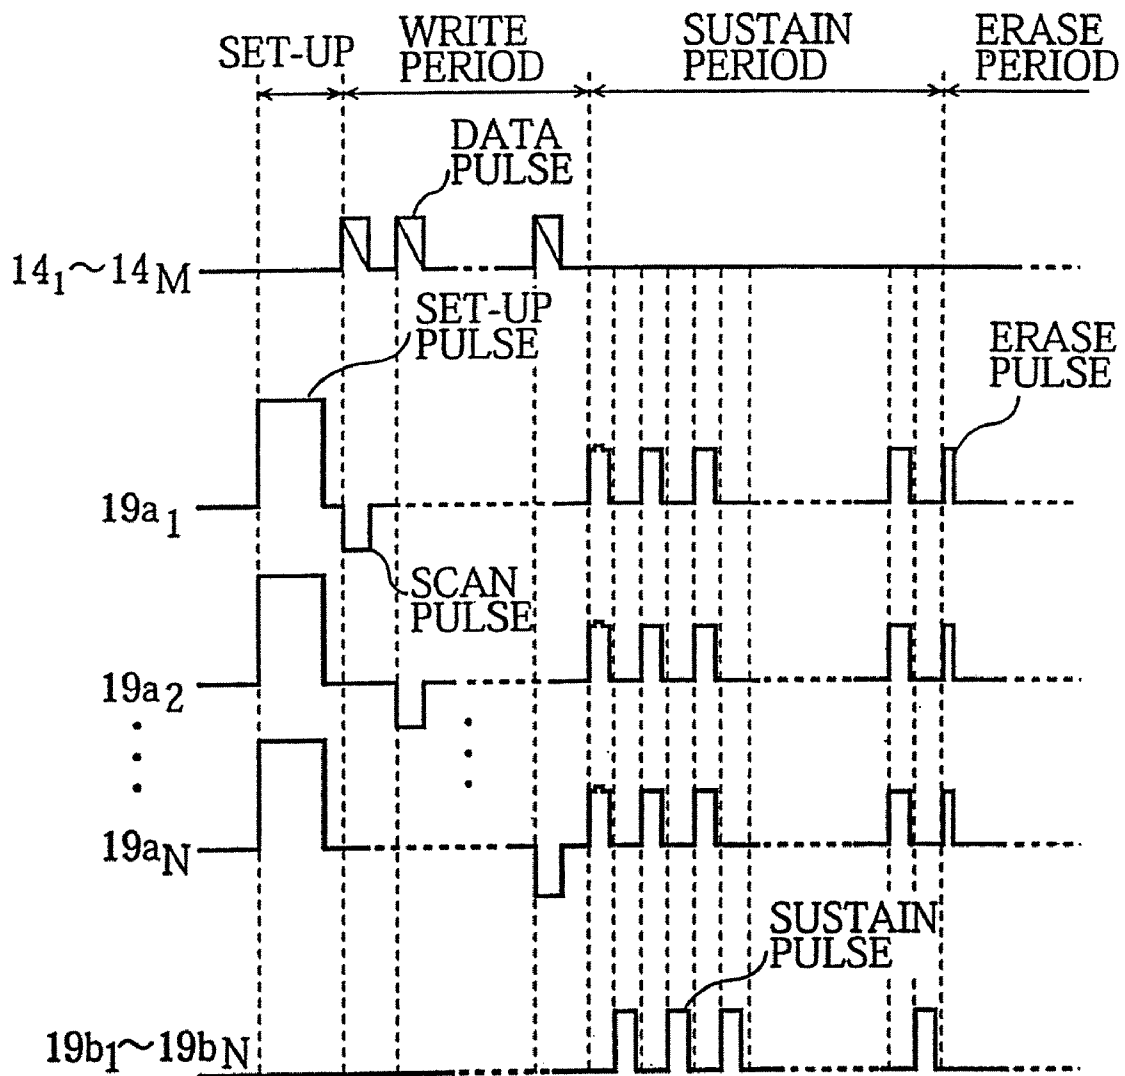 SET-UP
WRITE
PERIOD
SUSTAIN
PERIOD
ERASE
PERIOD
DATA
PULSE
14₁~14M
SET-UP
PULSE
ERASE
PULSE
19a₁
SCAN
PULSE
19a₂
19aN
SUSTAIN
PULSE
19b₁~19bN